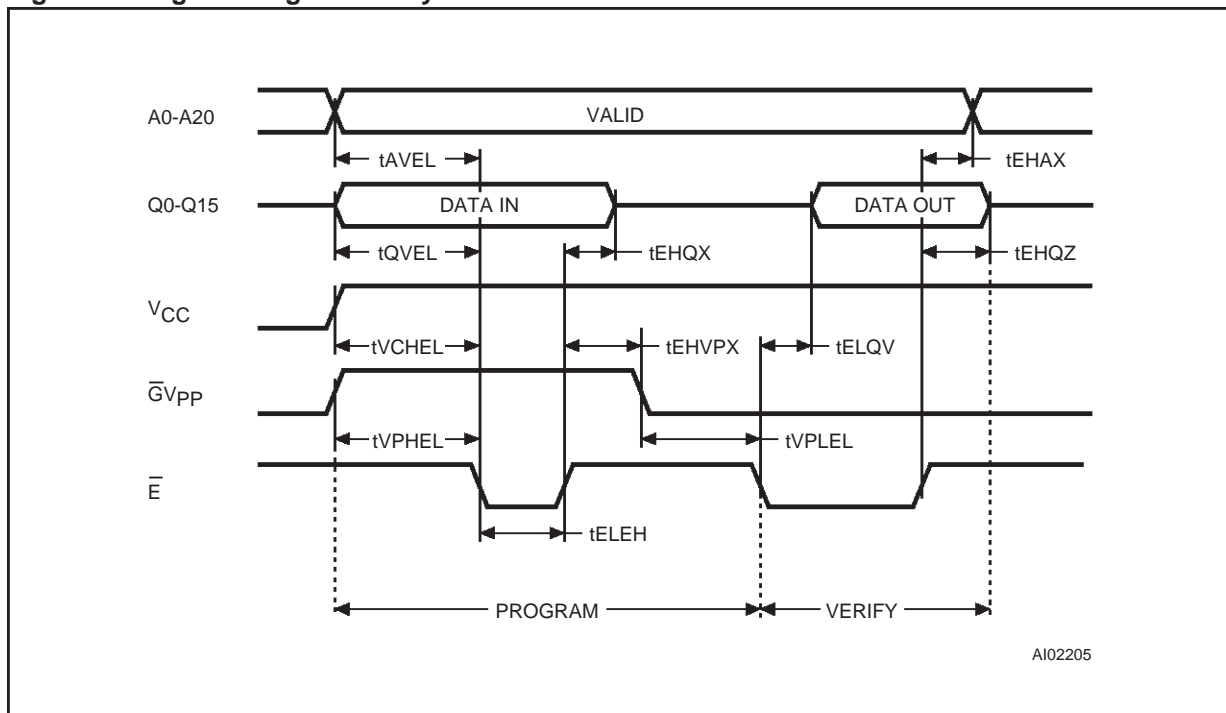 A0-A20
VALID
tAVEL
tEHAX
Q0-Q15
DATA IN
DATA OUT
tQVEL
tEHQX
tEHQZ
VCC
tVCHEL
tEHVPX
tELQV
G̅VPP
tVPHEL
tVPLEL
E̅
tELEH
PROGRAM
VERIFY
AI02205